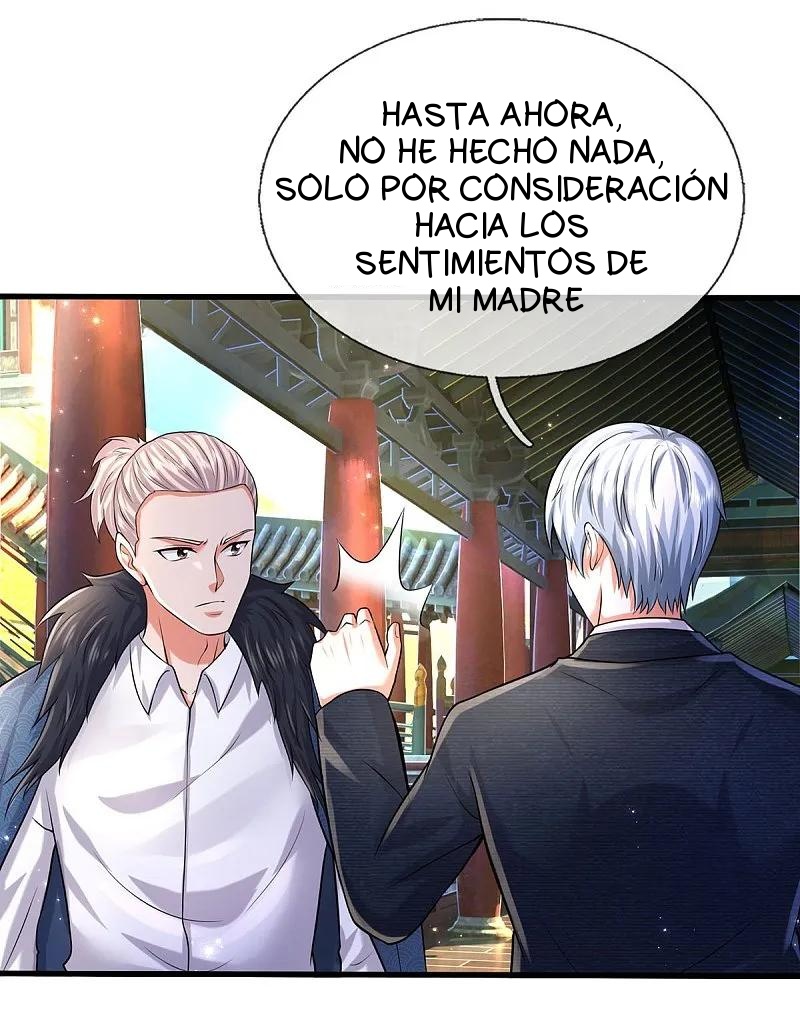 HASTA AHORA,
NO HE HECHO NADA,
SOLO POR CONSIDERACIÓN
HACIA LOS
SENTIMIENTOS DE
MI MADRE